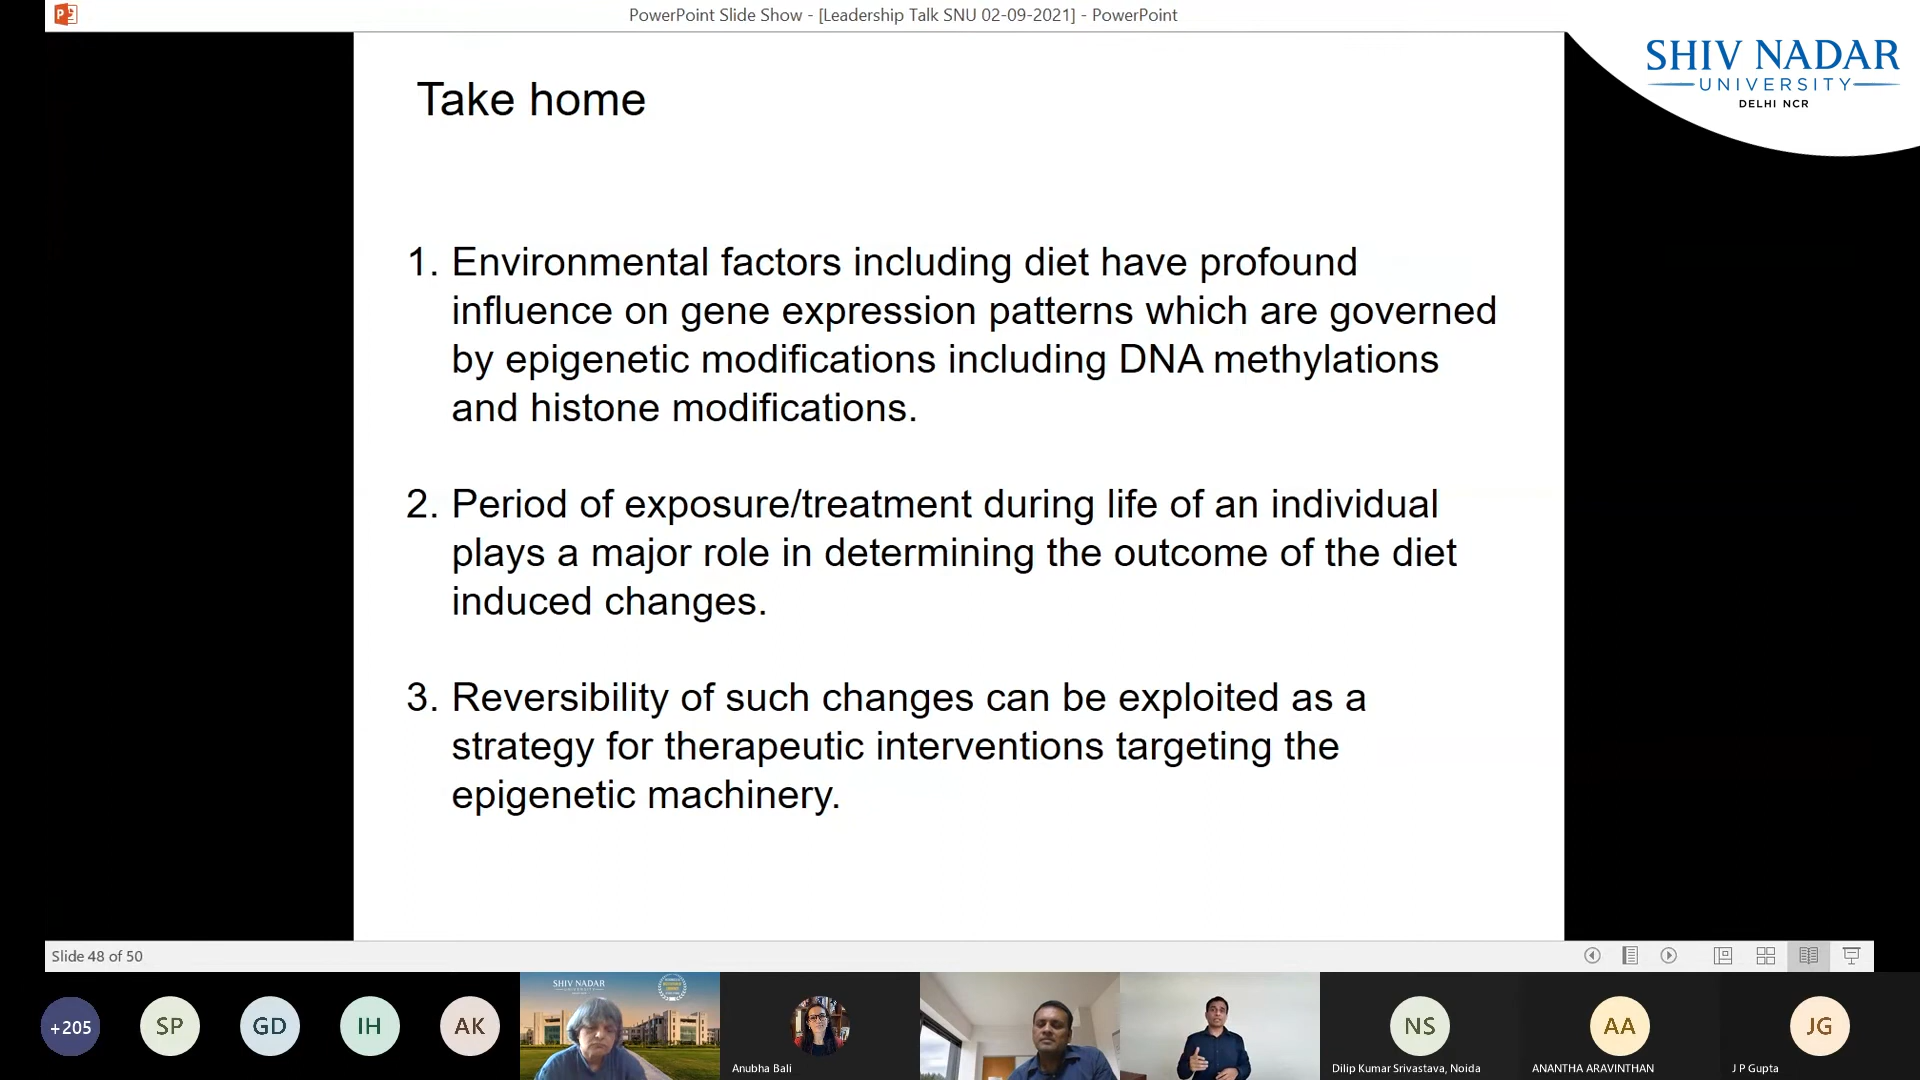 PowerPoint Slide Show - [Leadership Talk SNU 02-09-2021] - PowerPoint
SHIV NADAR
UNIVERSITY
DELHI NCR
Take home
1. Environmental factors including diet have profound
influence on gene expression patterns which are governed
by epigenetic modifications including DNA methylations
and histone modifications.
2. Period of exposure/treatment during life of an individual
plays a major role in determining the outcome of the diet
induced changes.
3. Reversibility of such changes can be exploited as a
strategy for therapeutic interventions targeting the
epigenetic machinery.
Slide 48 of 50
+205
SP
GD
IH
AK
SHIV NADAR
UNIVERSITY
Anubha Bali
NS
Dilip Kumar Srivastava, Noida
AA
ANANTHA ARAVINTHAN
JG
J P Gupta